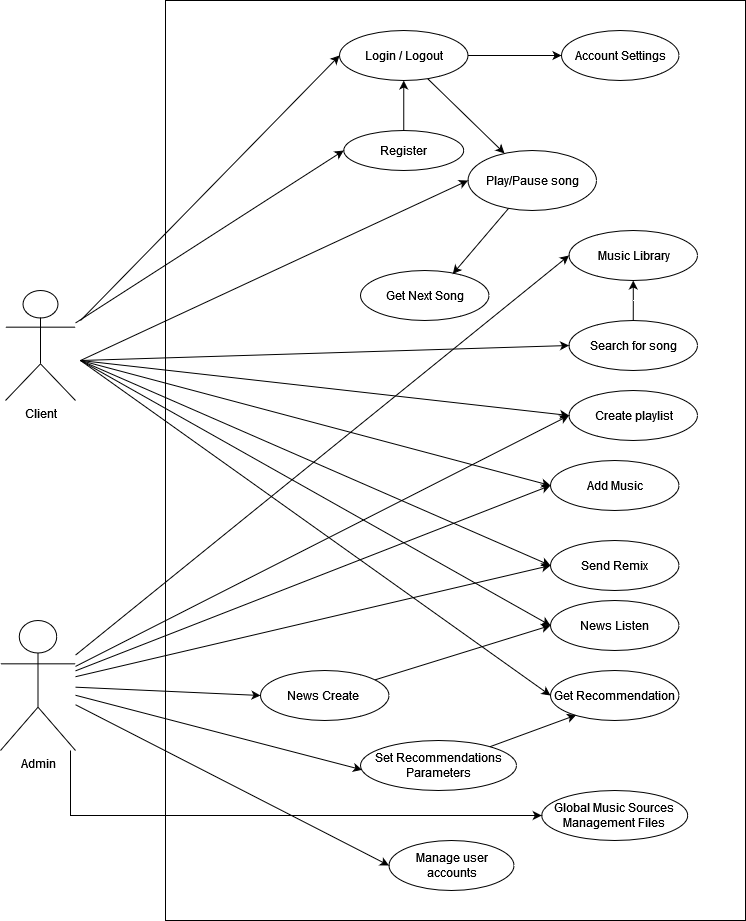 Login / Logout
Account Settings
Register
Play/Pause song
Music Library
Get Next Song
Search for song
Client
Create playlist
Add Music
Send Remix
News Listen
News Create
Get Recommendation
Admin
Set Recommendations
Parameters
Global Music Sources
Management Files
Manage user
accounts